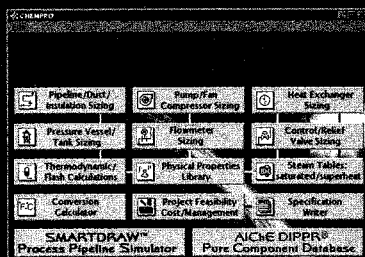 CHEMPRO
Pipeline/Dust/
Insulation Sizing
Pump/Fan
Compressor Sizing
Heat Exchanger
Sizing
Pressure Vessel/
Tank Sizing
Flowmeter
Sizing
Control/Relief
Valve Sizing
Thermodynamic
Flash Calculations
Physical Properties
Library
Steam Tables:
saturated/superheat
F°C
Conversion
Calculator
Project Feasibility
Cost/Management
Specification
Writer
SMARTDRAW™
Process Pipeline Simulator
AIChE DIPPR®
Pure Component Database